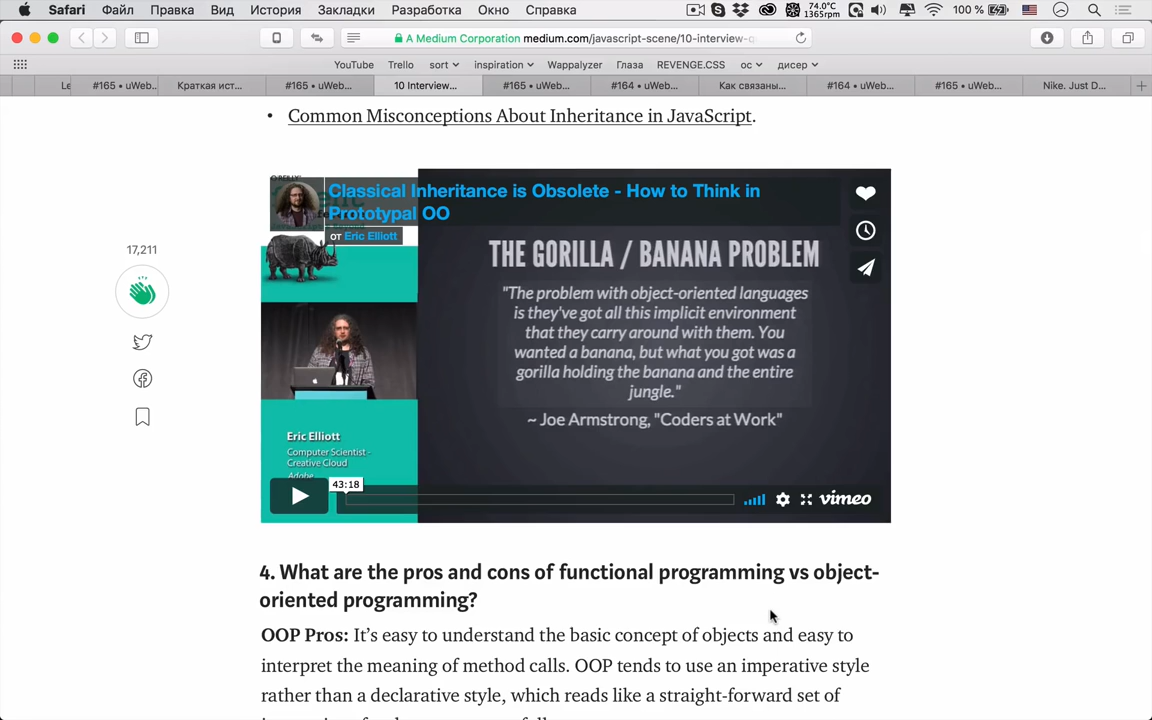 Safari Файл Правка Вид История Закладки Разработка Окно Справка 74.0°C 1365rpm 100 %
A Medium Corporation medium.com/javascript-scene/10-interview-q
YouTube Trello sort inspiration Wappalyzer Глаза REVENGE.CSS ос дисер
Le #165 • uWeb... Краткая ист... #165 • uWeb... 10 Interview... #165 • uWeb... #164 • uWeb... Как связаны... #164 • uWeb... #165 • uWeb... Nike. Just D...
• Common Misconceptions About Inheritance in JavaScript.
O'REILLY
Classical Inheritance is Obsolete - How to Think in
Prototypal OO
от Eric Elliott
THE GORILLA / BANANA PROBLEM
"The problem with object-oriented languages
is they've got all this implicit environment
that they carry around with them. You
wanted a banana, but what you got was a
gorilla holding the banana and the entire
jungle."
~ Joe Armstrong, "Coders at Work"
17,211
Eric Elliott
Computer Scientist -
Creative Cloud
Adobe
43:18
vimeo
4. What are the pros and cons of functional programming vs object-
oriented programming?
OOP Pros: It's easy to understand the basic concept of objects and easy to
interpret the meaning of method calls. OOP tends to use an imperative style
rather than a declarative style, which reads like a straight-forward set of